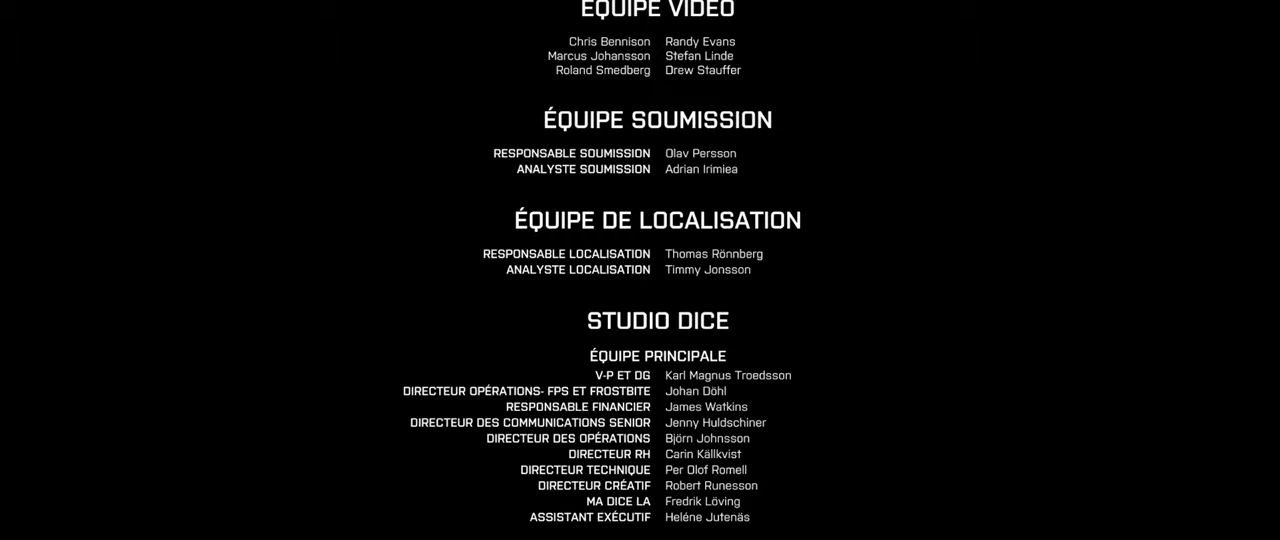 ÉQUIPE VIDÉO
Chris Bennison Randy Evans
Marcus Johansson Stefan Linde
Roland Smedberg Drew Stauffer
ÉQUIPE SOUMISSION
RESPONSABLE SOUMISSION Olav Persson
ANALYSTE SOUMISSION Adrian Irimiea
ÉQUIPE DE LOCALISATION
RESPONSABLE LOCALISATION Thomas Rönnberg
ANALYSTE LOCALISATION Timmy Jonsson
STUDIO DICE
ÉQUIPE PRINCIPALE
V-P ET DG Karl Magnus Troedsson
DIRECTEUR OPÉRATIONS- FPS ET FROSTBITE Johan Döhl
RESPONSABLE FINANCIER James Watkins
DIRECTEUR DES COMMUNICATIONS SENIOR Jenny Huldschiner
DIRECTEUR DES OPÉRATIONS Björn Johnsson
DIRECTEUR RH Carin Källkvist
DIRECTEUR TECHNIQUE Per Olof Romell
DIRECTEUR CRÉATIF Robert Runesson
MA DICE LA Fredrik Löving
ASSISTANT EXÉCUTIF Heléne Jutenäs